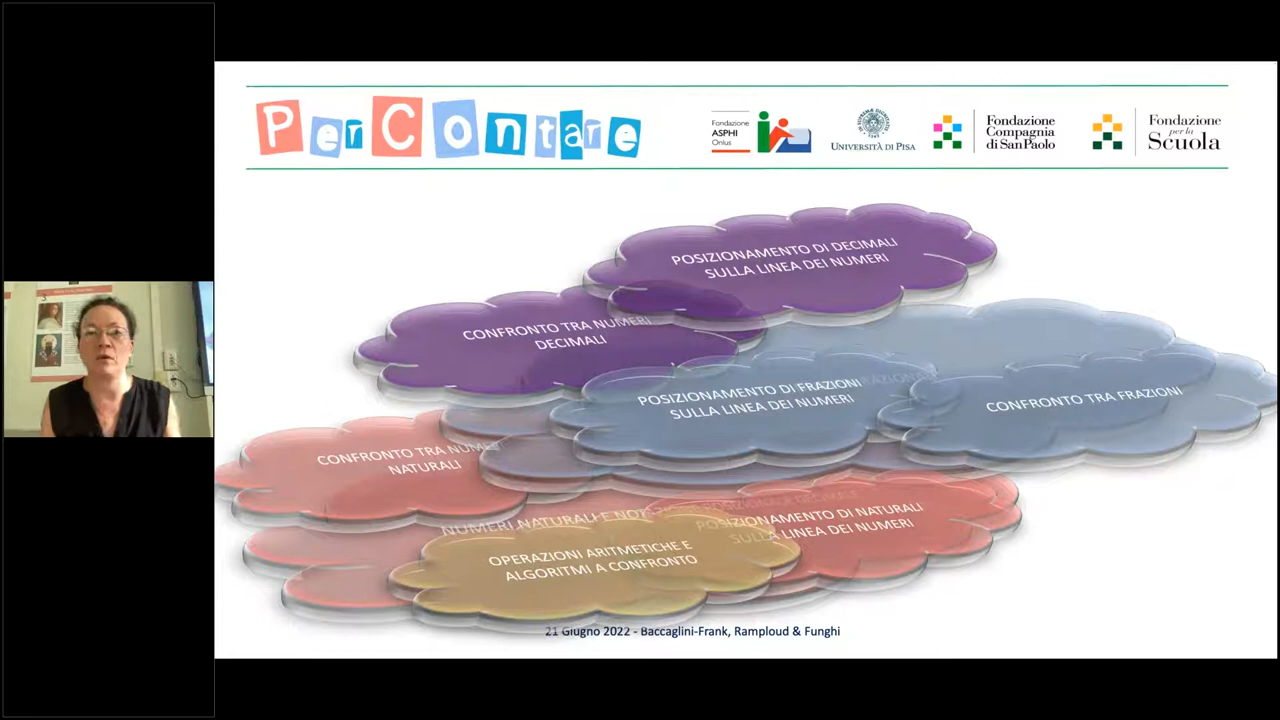 PerContare
Fondazione
ASPHI
Onlus
UNIVERSITÀ DI PISA
Fondazione
Compagnia
di San Paolo
Fondazione
per la
Scuola
POSIZIONAMENTO DI DECIMALI
SULLA LINEA DEI NUMERI
CONFRONTO TRA NUMERI
DECIMALI
POSIZIONAMENTO DI FRAZIONI
SULLA LINEA DEI NUMERI
CONFRONTO TRA FRAZIONI
CONFRONTO TRA NUMERI
NATURALI
NUMERI NATURALI E
POSIZIONAMENTO DI NATURALI
SULLA LINEA DEI NUMERI
OPERAZIONI ARITMETICHE E
ALGORITMI A CONFRONTO
21 Giugno 2022 - Baccaglini-Frank, Ramploud & Funghi